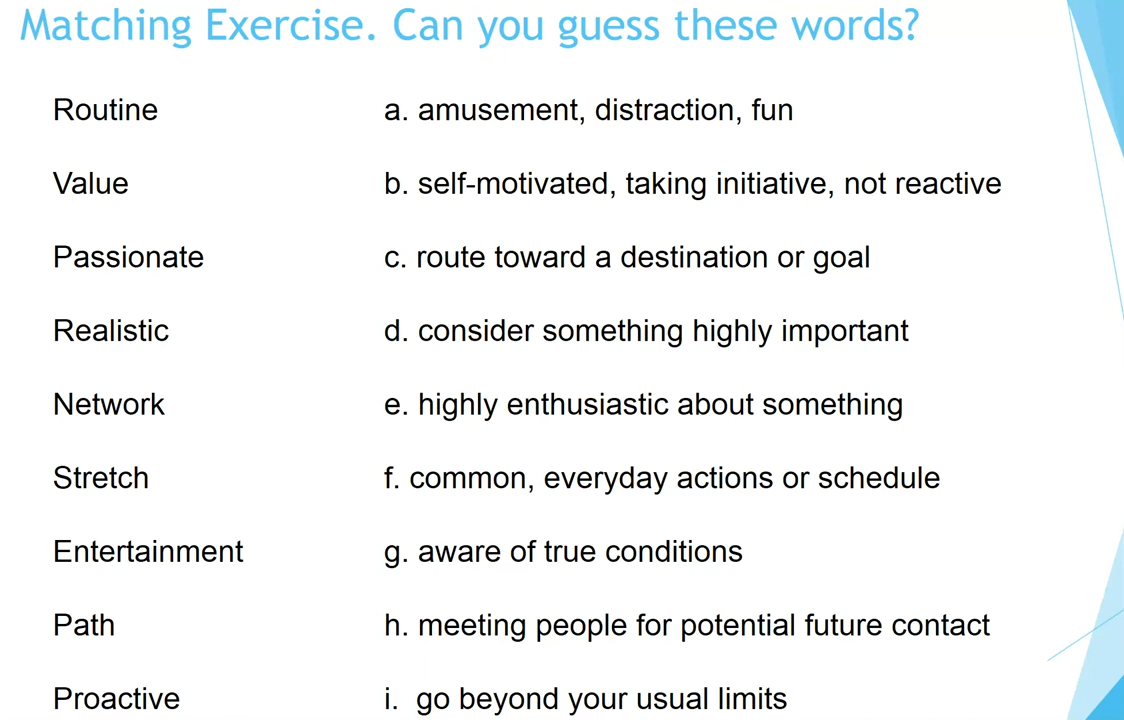 Matching Exercise. Can you guess these words?
Routine a. amusement, distraction, fun
Value b. self-motivated, taking initiative, not reactive
Passionate c. route toward a destination or goal
Realistic d. consider something highly important
Network e. highly enthusiastic about something
Stretch f. common, everyday actions or schedule
Entertainment g. aware of true conditions
Path h. meeting people for potential future contact
Proactive i. go beyond your usual limits